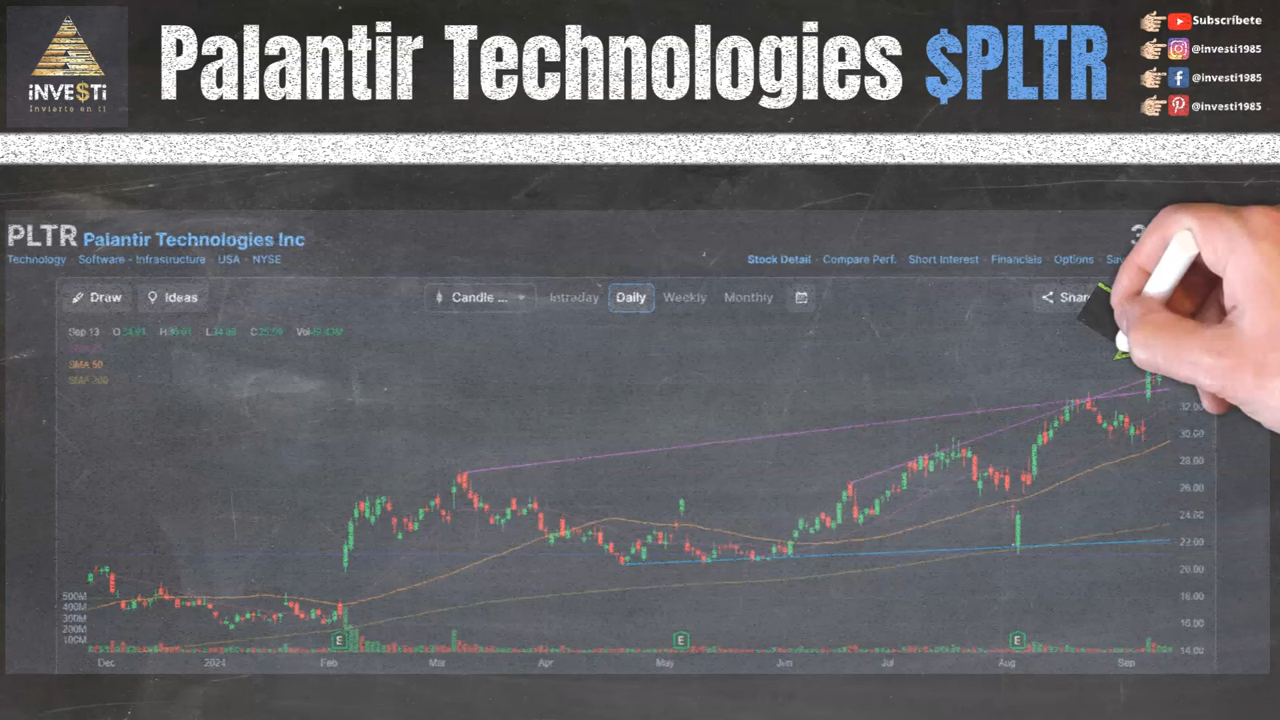 iNVE$Ti
Invierto en ti
Palantir Technologies $PLTR
Subscríbete
@investi1985
@investi1985
@investi1985
PLTR Palantir Technologies Inc
Technology · Software - Infrastructure · USA · NYSE
Stock Detail · Compare Perf. · Short Interest · Financials · Options
Draw Ideas Candle ... Intraday Daily Weekly Monthly
Sep 13
SMA 50
SMA 200
32.00
30.00
28.00
26.00
24.00
22.00
20.00
18.00
16.00
14.00
500M
400M
300M
200M
100M
E E E
Dec 2024 Feb Mar Apr May Jun Jul Aug Sep